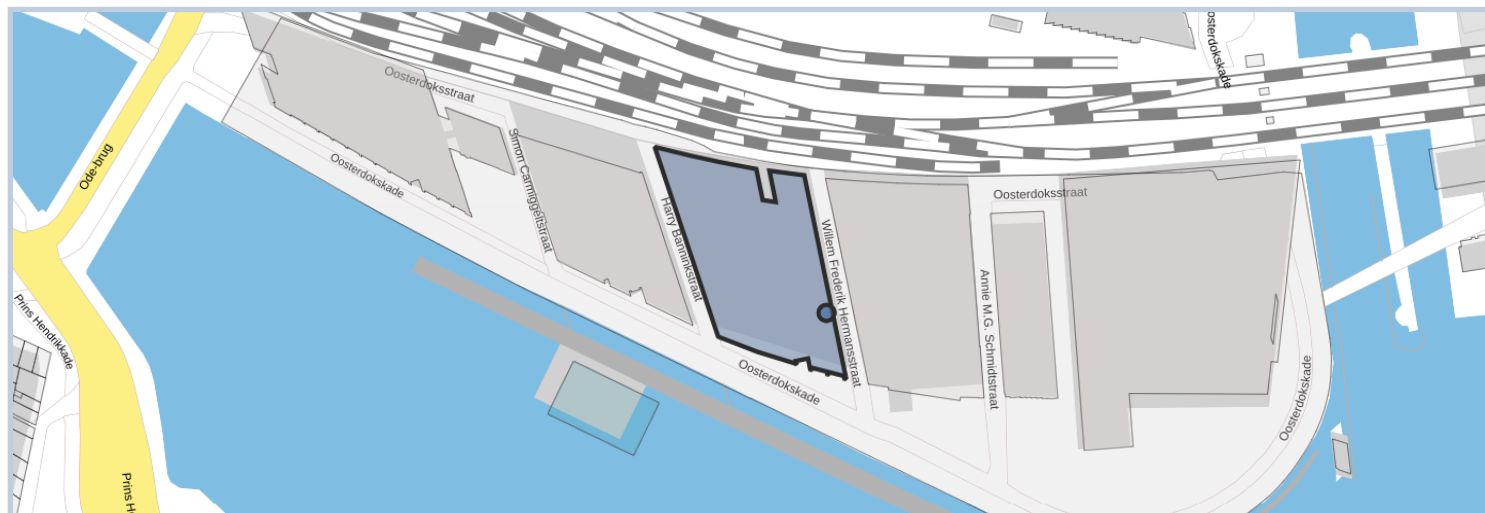 Oosterdokskade
Oosterdoksstraat
Ode-brug
Oosterdokskade
Simon Carmiggeltstraat
Oosterdoksstraat
Harry Banninkstraat
Willem Frederik Hermansstraat
Annie M.G. Schmidtstraat
Prins Hendrikkade
Oosterdokskade
Oosterdokskade
Prins H